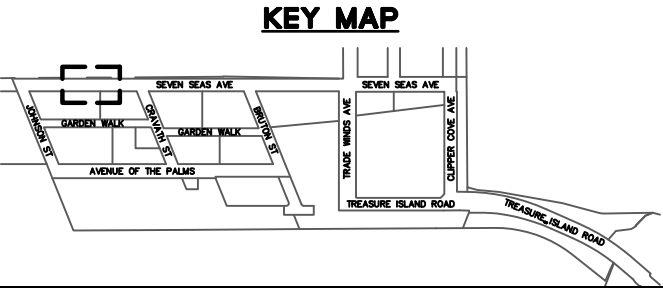 KEY MAP
SEVEN SEAS AVE
SEVEN SEAS AVE
JOHNSON ST
GARDEN WALK
CRAVATH ST
GARDEN WALK
BRUTON ST
TRADE WINDS AVE
CLIPPER COVE AVE
AVENUE OF THE PALMS
TREASURE ISLAND ROAD
TREASURE ISLAND ROAD